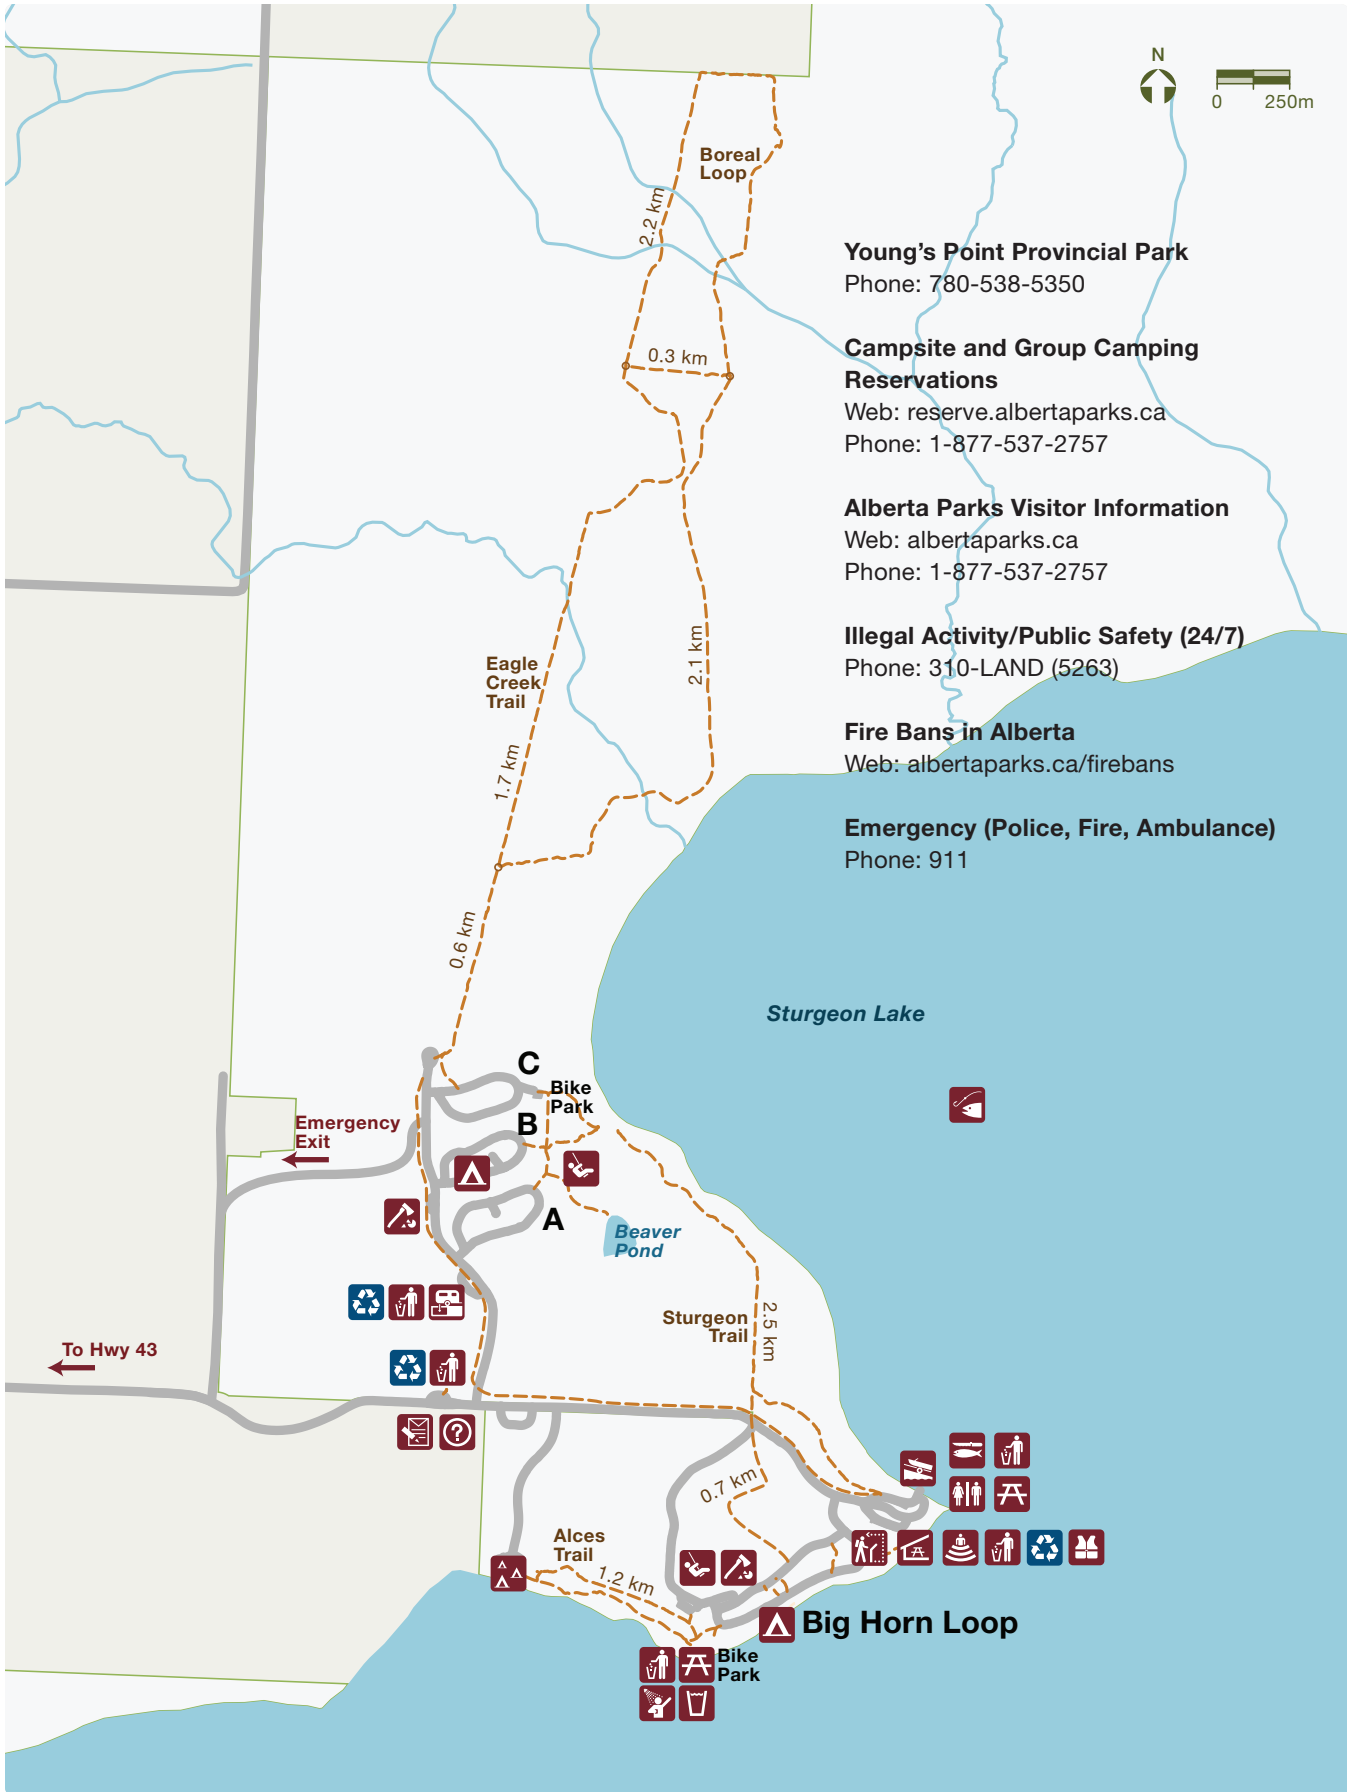 N
0 250m
Boreal
Loop
2.2 km
Young's Point Provincial Park
Phone: 780-538-5350
0.3 km
Campsite and Group Camping
Reservations
Web: reserve.albertaparks.ca
Phone: 1-877-537-2757
Alberta Parks Visitor Information
Web: albertaparks.ca
Phone: 1-877-537-2757
Illegal Activity/Public Safety (24/7)
Phone: 310-LAND (5263)
Fire Bans in Alberta
Web: albertaparks.ca/firebans
Emergency (Police, Fire, Ambulance)
Phone: 911
2.1 km
Eagle
Creek
Trail
1.7 km
0.6 km
Sturgeon Lake
C
Bike
Park
B
Emergency
Exit
A
Beaver
Pond
Sturgeon
Trail
2.5 km
To Hwy 43
?
0.7 km
Alces
Trail
1.2 km
Big Horn Loop
Bike
Park